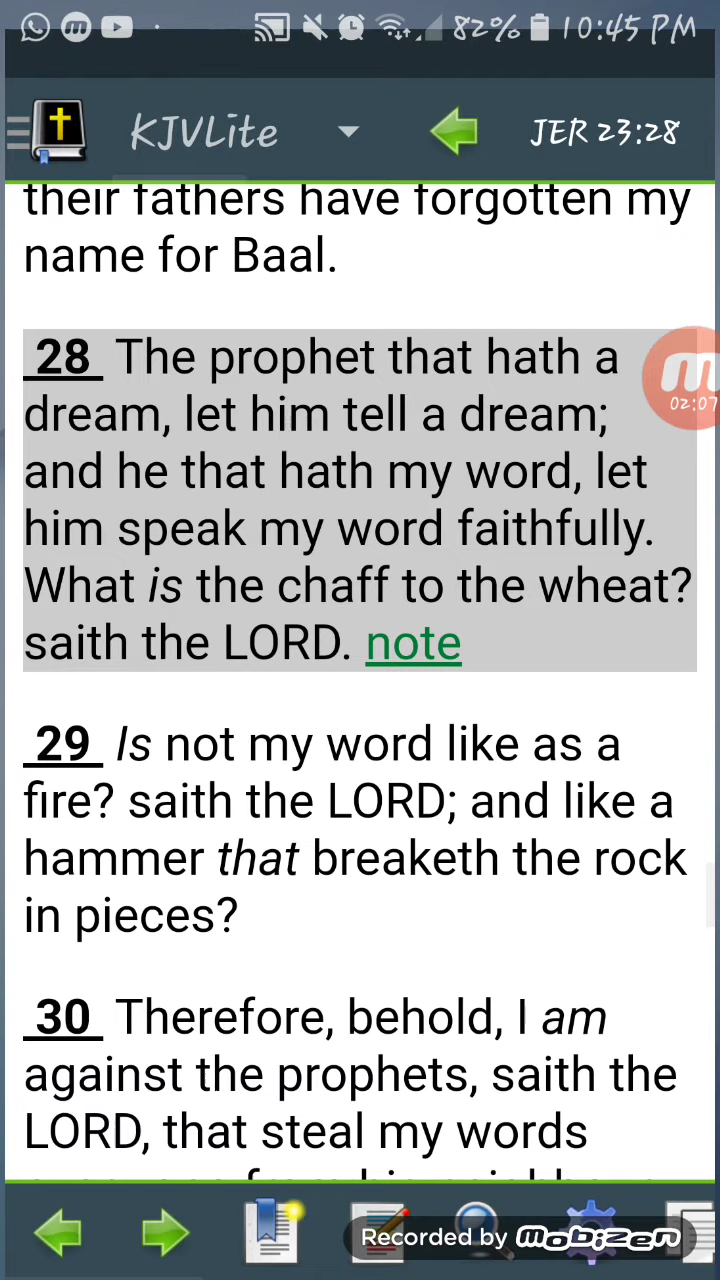 82% 10:45 PM
KJVLite JER 23:28
their fathers have forgotten my
name for Baal.
28 The prophet that hath a
dream, let him tell a dream;
and he that hath my word, let
him speak my word faithfully.
What is the chaff to the wheat?
saith the LORD. note
m
02:07
29 Is not my word like as a
fire? saith the LORD; and like a
hammer that breaketh the rock
in pieces?
30 Therefore, behold, I am
against the prophets, saith the
LORD, that steal my words
Recorded by mobizen